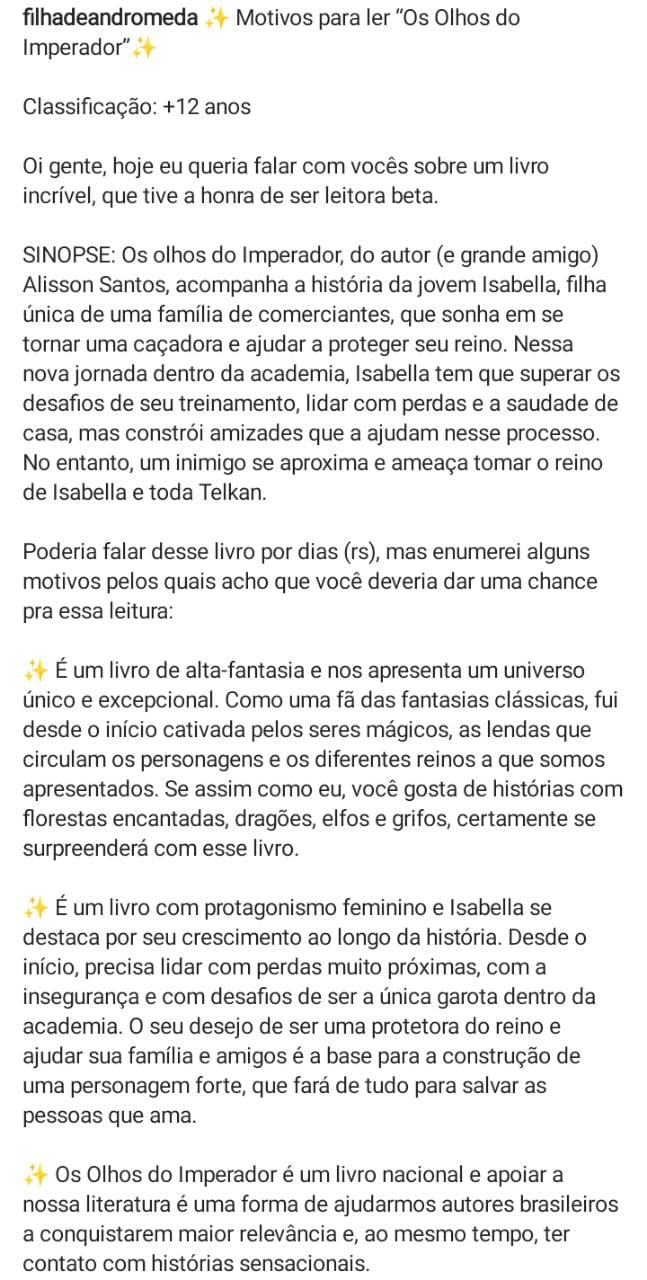 filhadeandromeda ✨ Motivos para ler “Os Olhos do
Imperador”✨
Classificação: +12 anos
Oi gente, hoje eu queria falar com vocês sobre um livro
incrível, que tive a honra de ser leitora beta.
SINOPSE: Os olhos do Imperador, do autor (e grande amigo)
Alisson Santos, acompanha a história da jovem Isabella, filha
única de uma família de comerciantes, que sonha em se
tornar uma caçadora e ajudar a proteger seu reino. Nessa
nova jornada dentro da academia, Isabella tem que superar os
desafios de seu treinamento, lidar com perdas e a saudade de
casa, mas constrói amizades que a ajudam nesse processo.
No entanto, um inimigo se aproxima e ameaça tomar o reino
de Isabella e toda Telkan.
Poderia falar desse livro por dias (rs), mas enumerei alguns
motivos pelos quais acho que você deveria dar uma chance
pra essa leitura:
✨ É um livro de alta-fantasia e nos apresenta um universo
único e excepcional. Como uma fã das fantasias clássicas, fui
desde o início cativada pelos seres mágicos, as lendas que
circulam os personagens e os diferentes reinos a que somos
apresentados. Se assim como eu, você gosta de histórias com
florestas encantadas, dragões, elfos e grifos, certamente se
surpreenderá com esse livro.
✨ É um livro com protagonismo feminino e Isabella se
destaca por seu crescimento ao longo da história. Desde o
início, precisa lidar com perdas muito próximas, com a
insegurança e com desafios de ser a única garota dentro da
academia. O seu desejo de ser uma protetora do reino e
ajudar sua família e amigos é a base para a construção de
uma personagem forte, que fará de tudo para salvar as
pessoas que ama.
✨ Os Olhos do Imperador é um livro nacional e apoiar a
nossa literatura é uma forma de ajudarmos autores brasileiros
a conquistarem maior relevância e, ao mesmo tempo, ter
contato com histórias sensacionais.